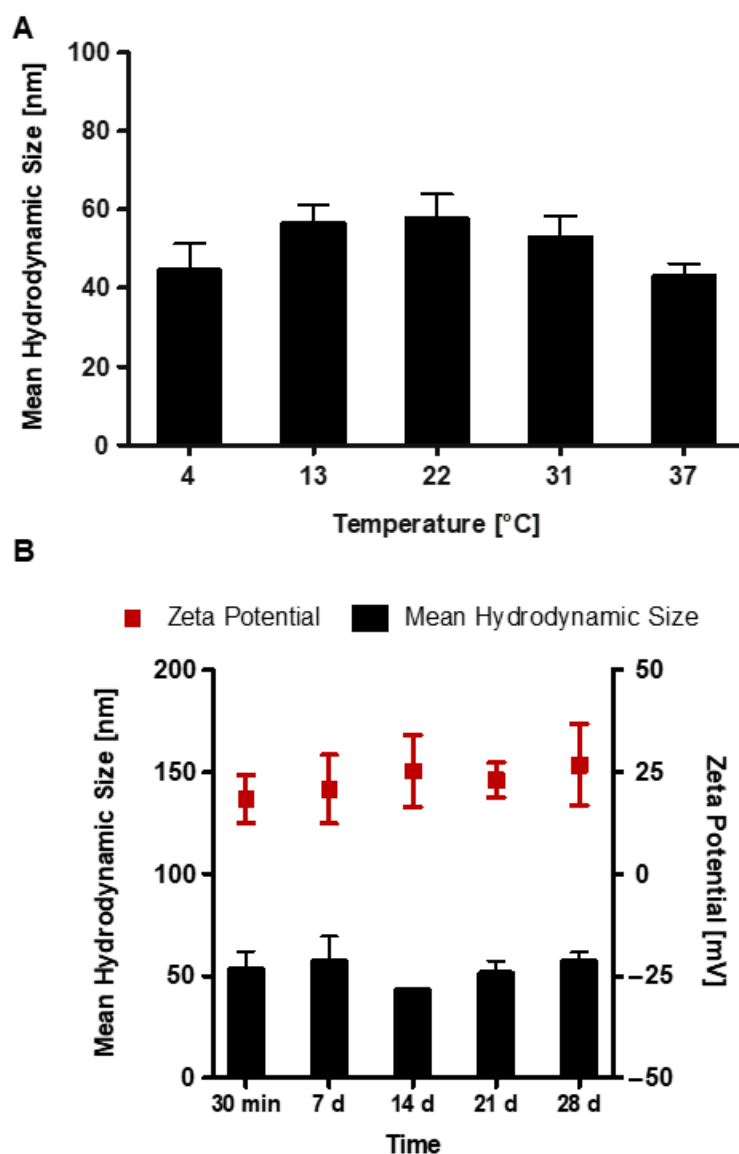 A
Mean Hydrodynamic Size [nm]
100
80
60
40
20
0
4 13 22 31 37
Temperature [°C]
B
Zeta Potential Mean Hydrodynamic Size
Mean Hydrodynamic Size [nm]
200
150
100
50
0
50
25
0
−25
−50
Zeta Potential [mV]
30 min 7 d 14 d 21 d 28 d
Time